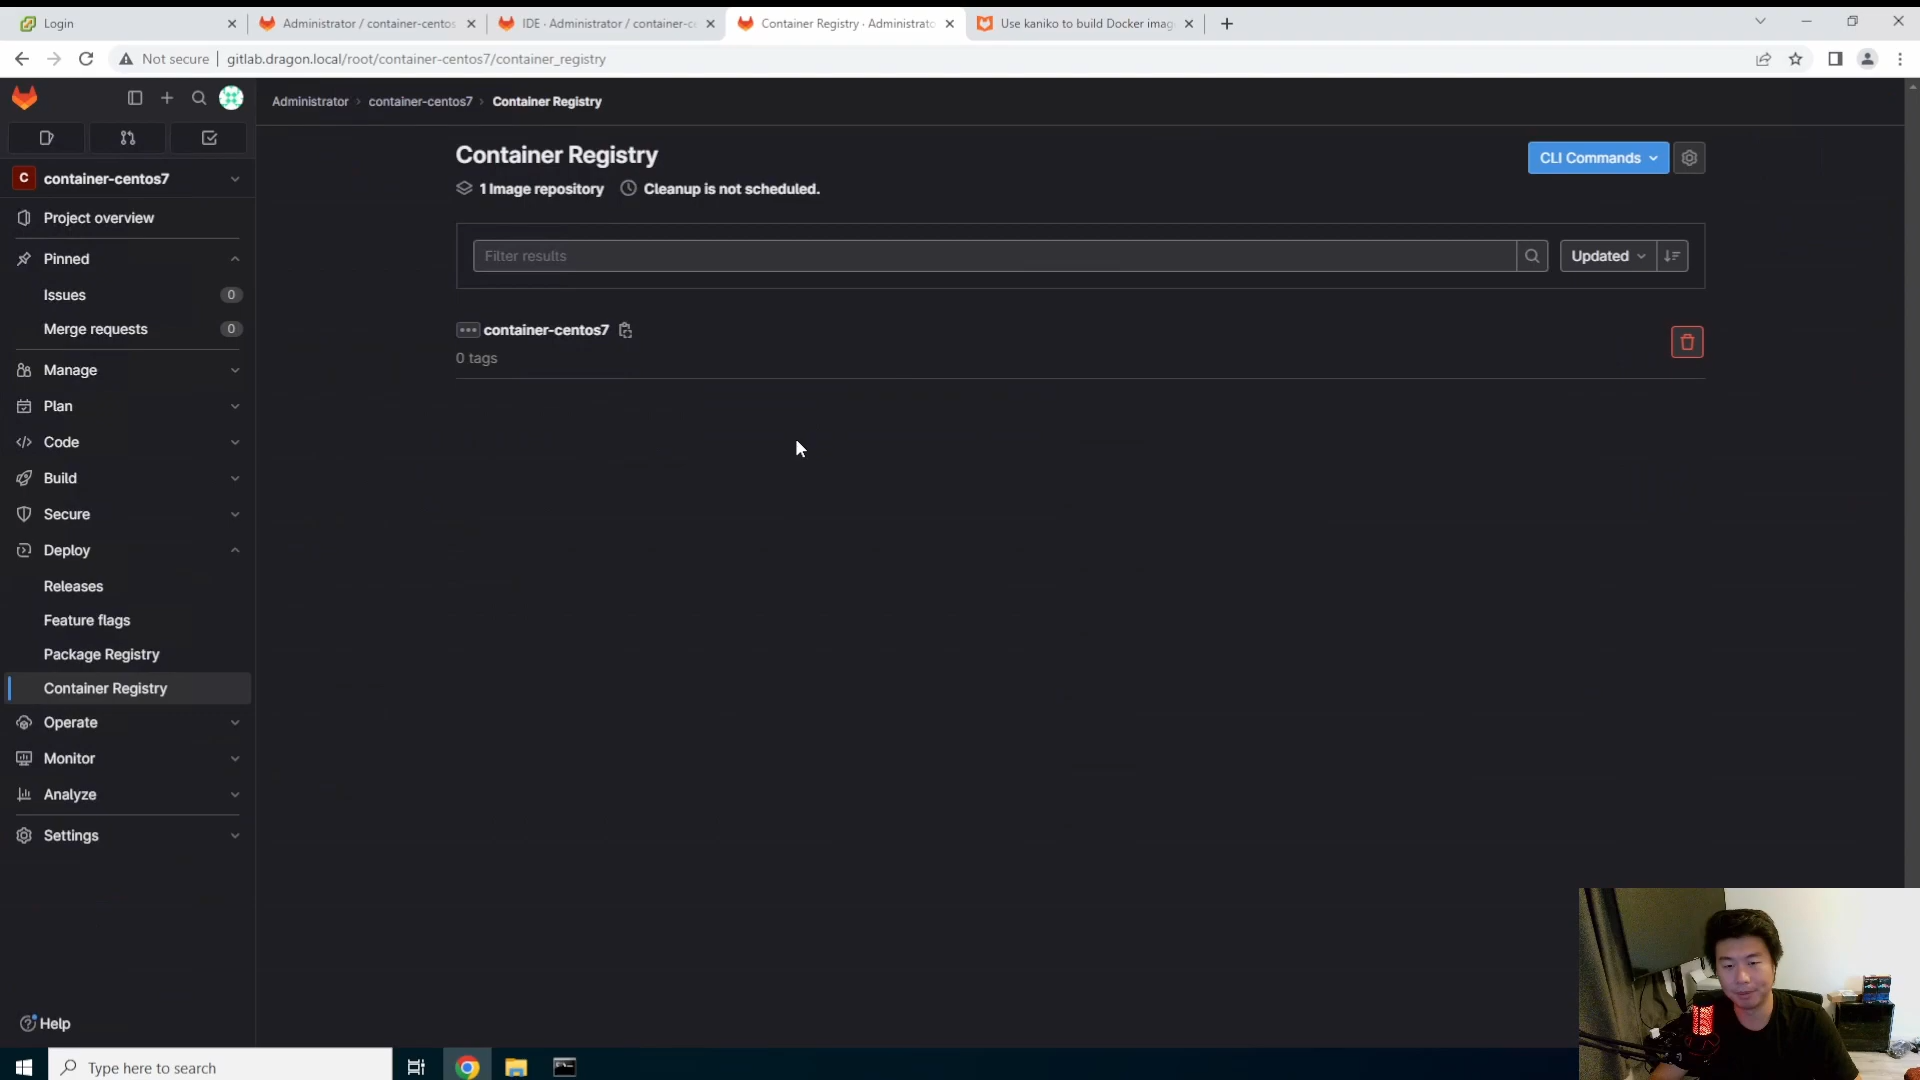 Login
Administrator / container-centos
IDE · Administrator / container-ce
Container Registry · Administrato
Use kaniko to build Docker imag
Not secure
gitlab.dragon.local/root/container-centos7/container_registry
Administrator › container-centos7 › Container Registry
C container-centos7
Project overview
Pinned
Issues 0
Merge requests 0
Manage
Plan
Code
Build
Secure
Deploy
Releases
Feature flags
Package Registry
Container Registry
Operate
Monitor
Analyze
Settings
Help
Container Registry
CLI Commands
1 Image repository
Cleanup is not scheduled.
Filter results
Updated
container-centos7
0 tags
Type here to search